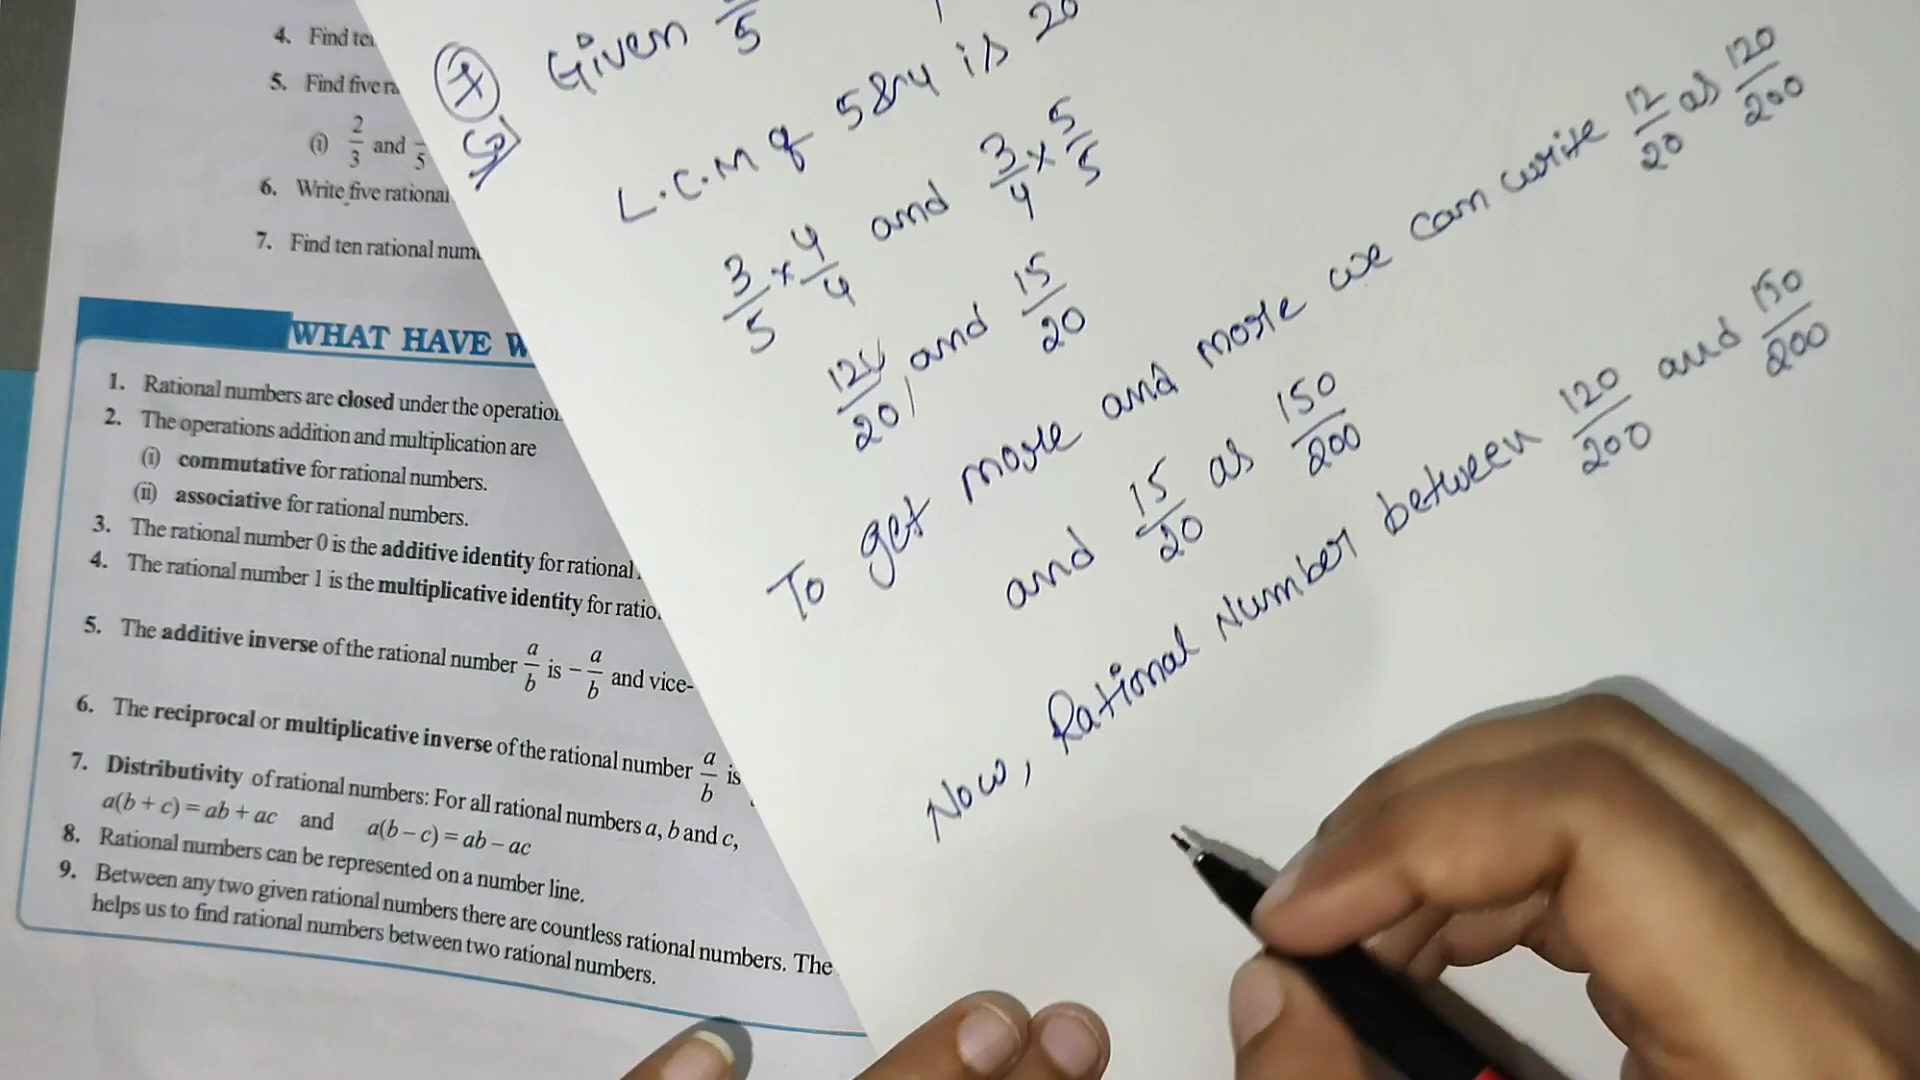 4. Find ten
5. Find five ra
(i) 2/3 and /5
6. Write five rational
7. Find ten rational num
WHAT HAVE W
1. Rational numbers are closed under the operation
2. The operations addition and multiplication are
(i) commutative for rational numbers.
(ii) associative for rational numbers.
3. The rational number 0 is the additive identity for rational
4. The rational number 1 is the multiplicative identity for ratio
5. The additive inverse of the rational number a/b is -a/b and vice-
6. The reciprocal or multiplicative inverse of the rational number a/b is
7. Distributivity of rational numbers: For all rational numbers a, b and c,
a(b + c) = ab + ac and a(b – c) = ab – ac
8. Rational numbers can be represented on a number line.
9. Between any two given rational numbers there are countless rational numbers. The
helps us to find rational numbers between two rational numbers.
7 Given /5
L.C.M of 5&4 is 20
3/5 × 4/4 and 3/4 × 5/5
12/20, and 15/20
To get more and more we can write 12/20 as 120/200
and 15/20 as 150/200
Now, Rational Number between 120/200 and 150/200